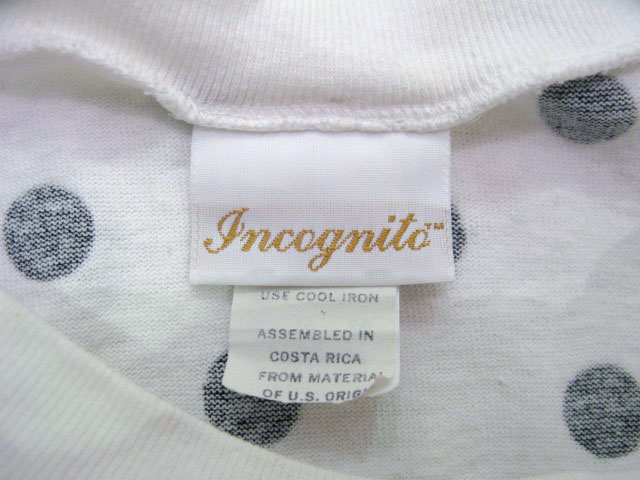 Incognito™
USE COOL IRON
ASSEMBLED IN
COSTA RICA
FROM MATERIAL
OF U.S.